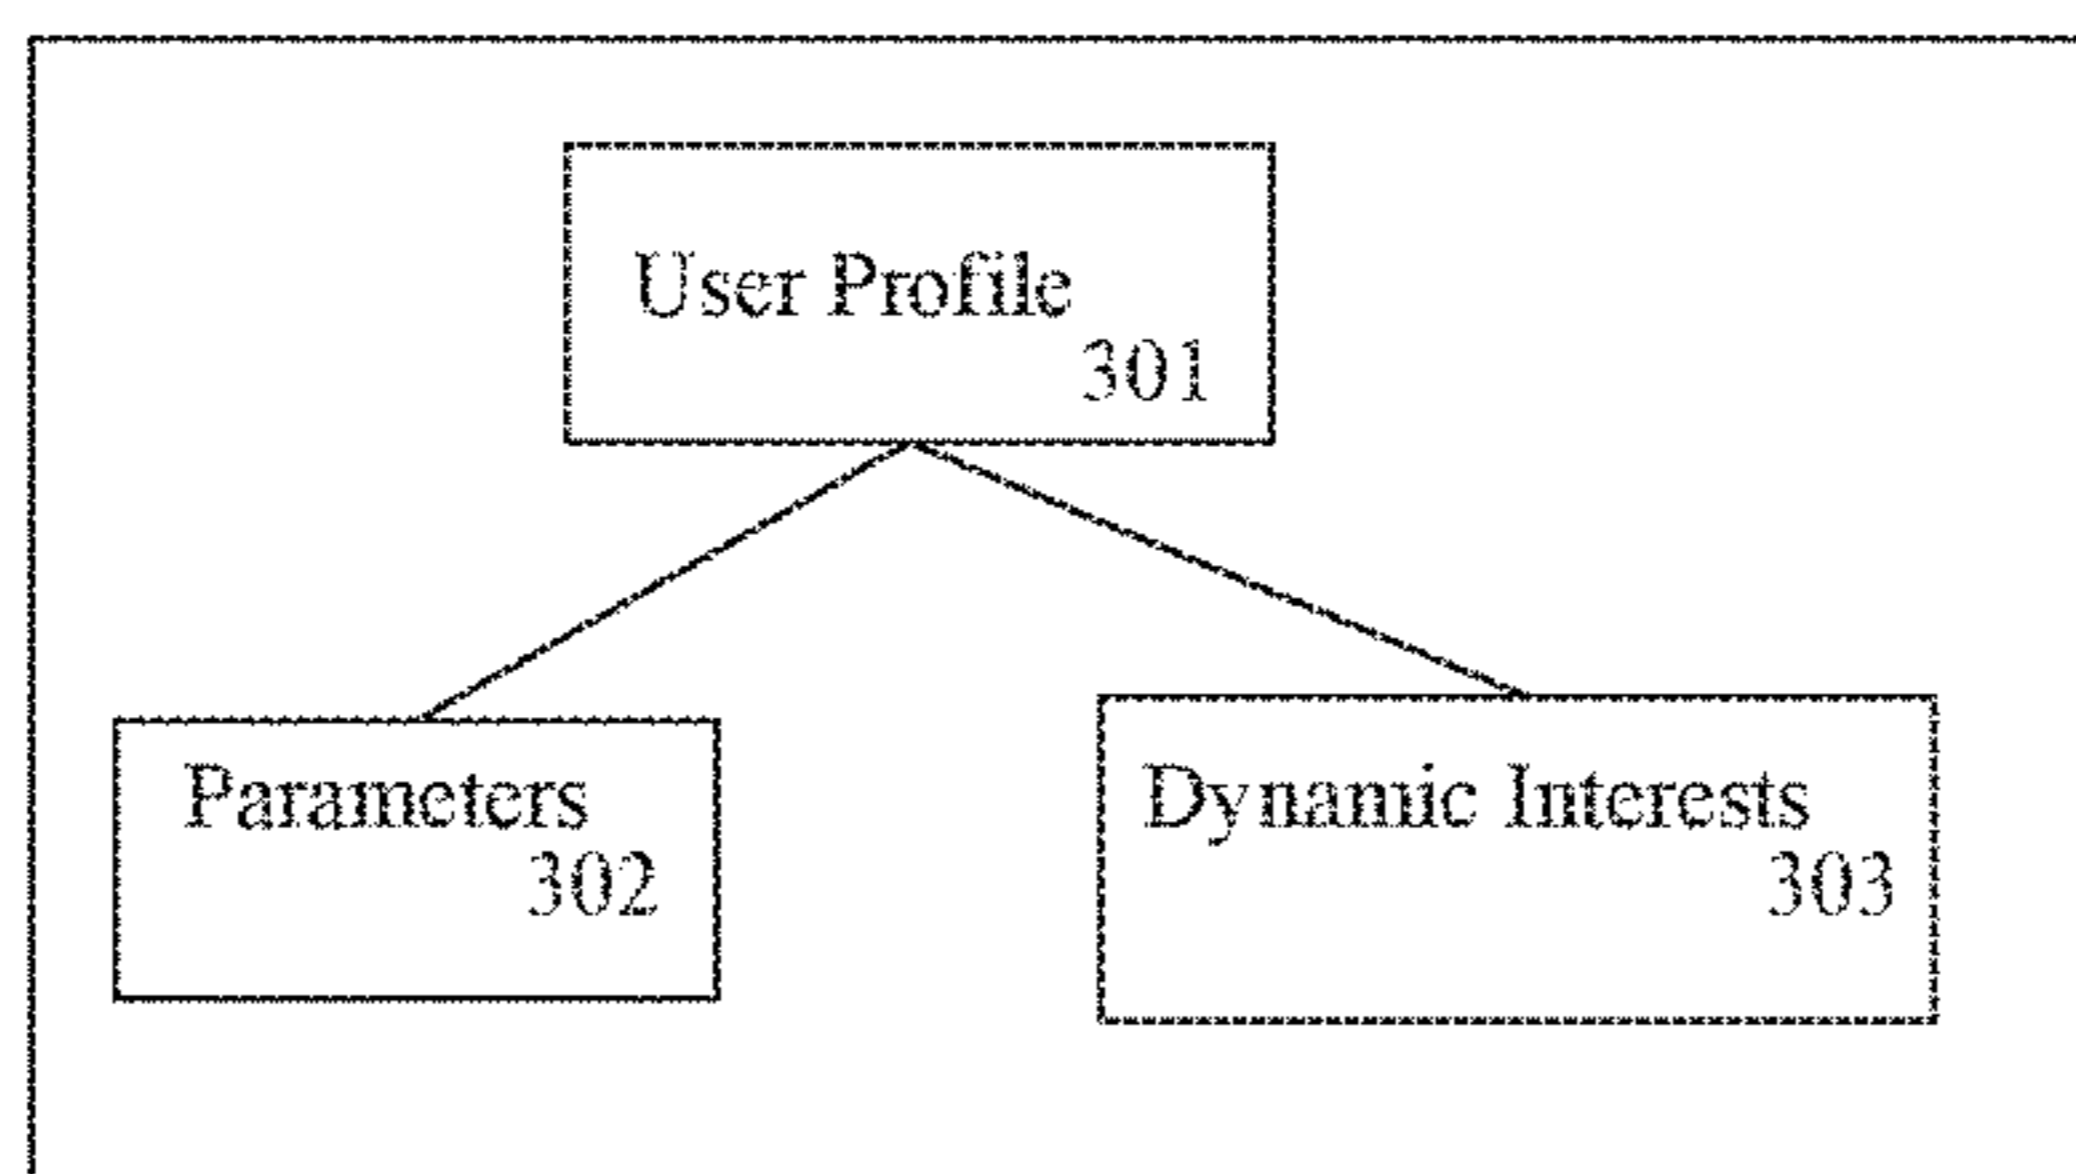 User Profile
301
Parameters
302
Dynamic Interests
303